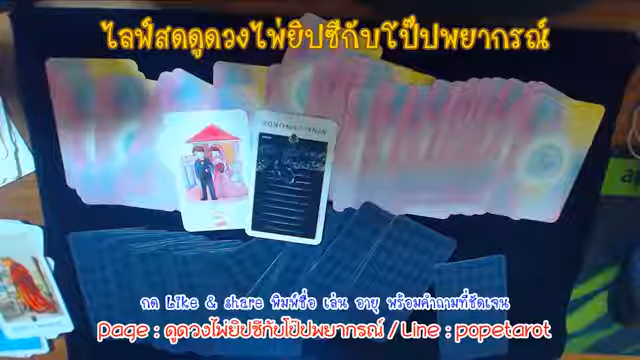 ไลฟ์สดดูดวงไพ่ยิปซีกับโป๊ปพยากรณ์
กด Like & share พิมพ์ชื่อ เล่น อายุ พร้อมคำถามที่ชัดเจน
Page : ดูดวงไพ่ยิปซีกับโป๊ปพยากรณ์ / Line : popetarot